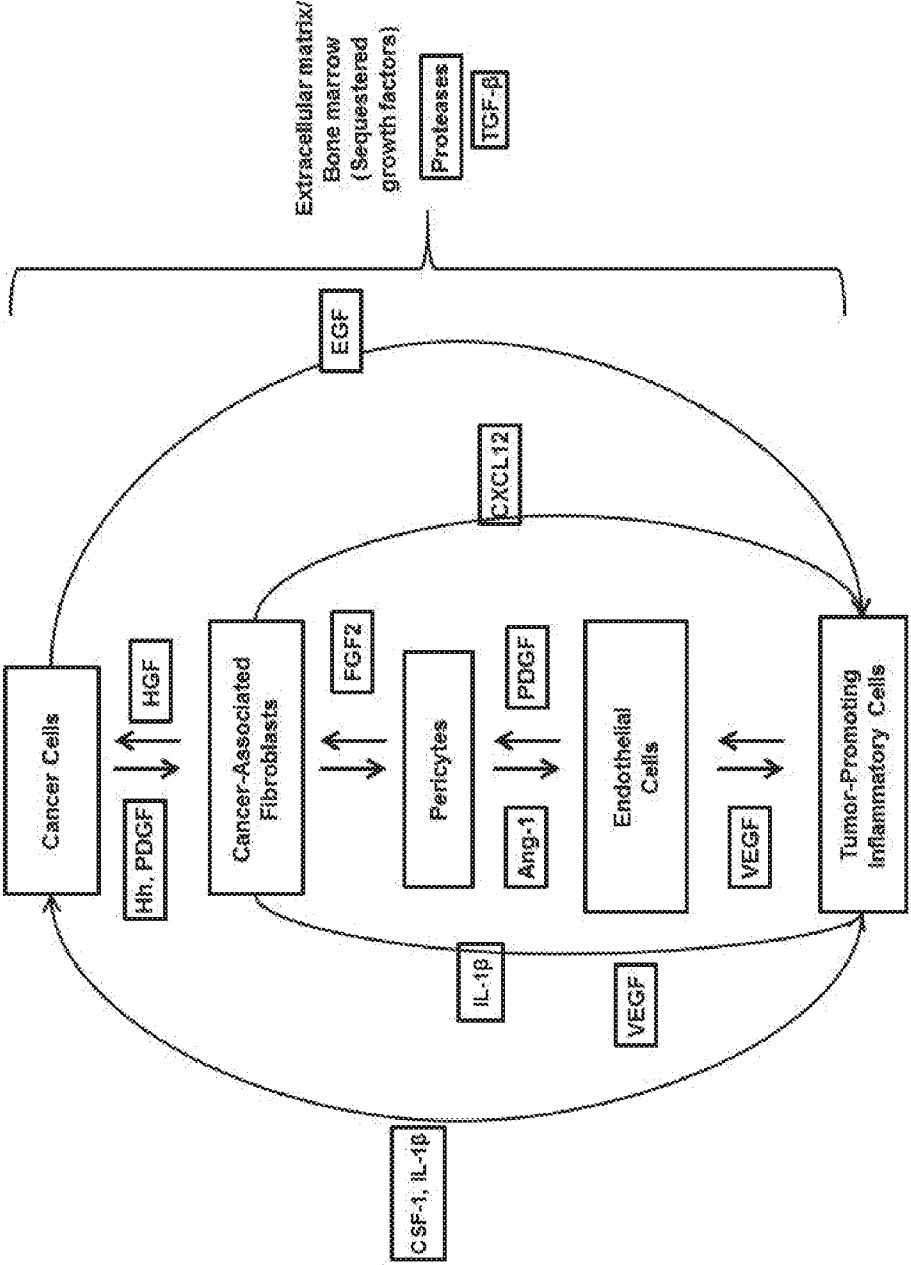 Cancer Cells
Hh, PDGF
HGF
Cancer-Associated
Fibroblasts
FGF2
Pericytes
Ang-1
PDGF
Endothelial
Cells
VEGF
Tumor-Promoting
Inflammatory Cells
CSF-1, IL-1β
IL-1β
VEGF
CXCL12
EGF
Extracellular matrix/
Bone marrow
(Sequestered
growth factors)
Proteases
TGF-β